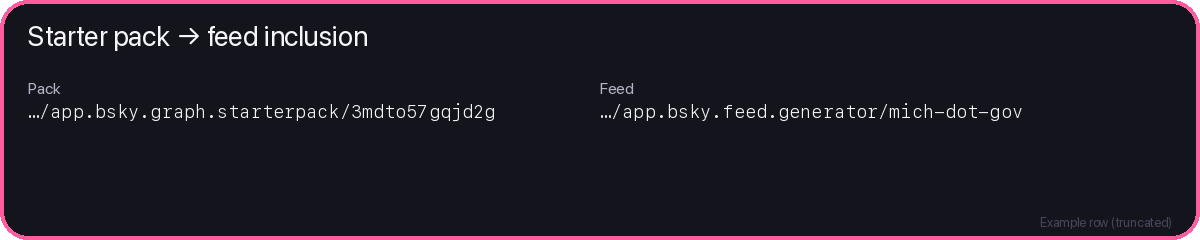 Starter pack → feed inclusion
Pack
…/app.bsky.graph.starterpack/3mdto57gqjd2g
Feed
…/app.bsky.feed.generator/mich-dot-gov
Example row (truncated)